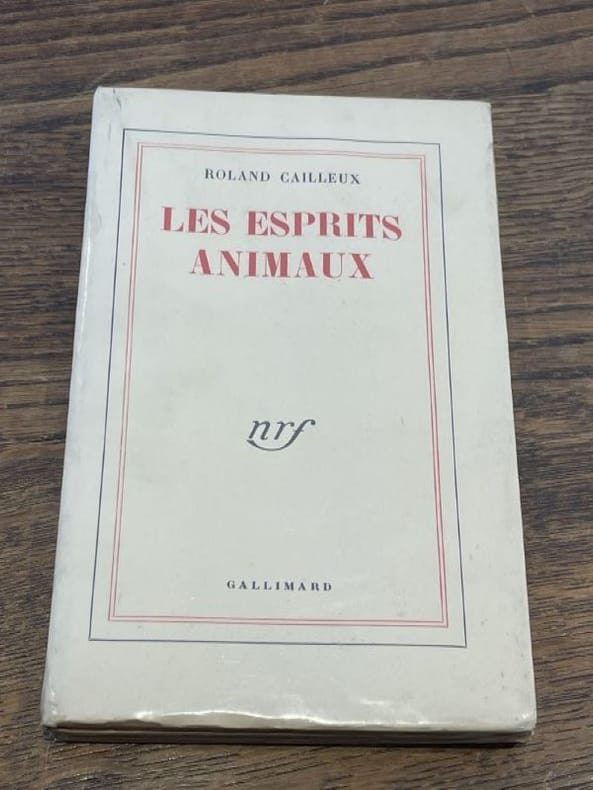 ROLAND CAILLEUX
LES ESPRITS
ANIMAUX
nrf
GALLIMARD